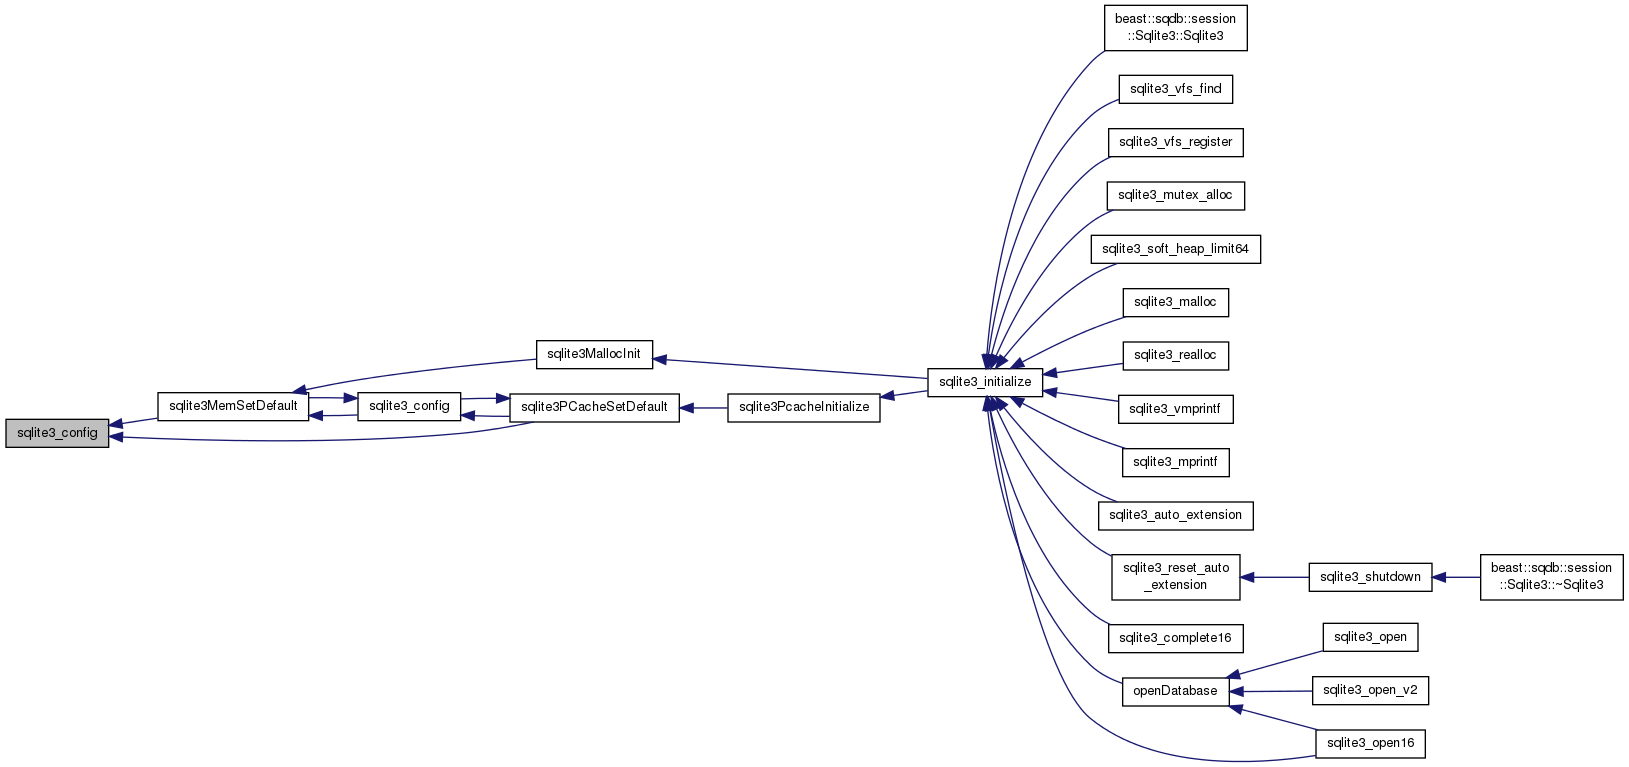 beast::sqdb::session
::Sqlite3::Sqlite3
sqlite3_vfs_find
sqlite3_vfs_register
sqlite3_mutex_alloc
sqlite3_soft_heap_limit64
sqlite3_malloc
sqlite3_realloc
sqlite3_vmprintf
sqlite3_mprintf
sqlite3_auto_extension
sqlite3_reset_auto
_extension
sqlite3_shutdown
beast::sqdb::session
::Sqlite3::~Sqlite3
sqlite3_complete16
openDatabase
sqlite3_open
sqlite3_open_v2
sqlite3_open16
sqlite3_initialize
sqlite3MallocInit
sqlite3PcacheInitialize
sqlite3PCacheSetDefault
sqlite3_config
sqlite3MemSetDefault
sqlite3_config